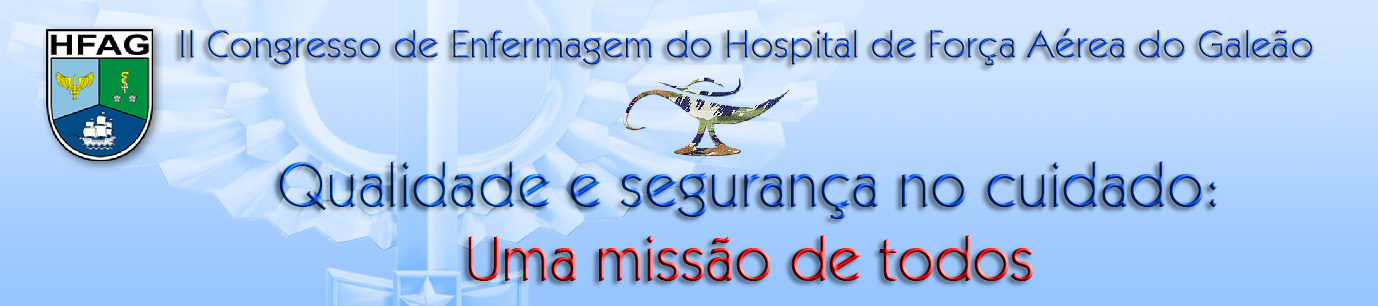 HFAG
II Congresso de Enfermagem do Hospital de Força Aérea do Galeão
Qualidade e segurança no cuidado:
Uma missão de todos